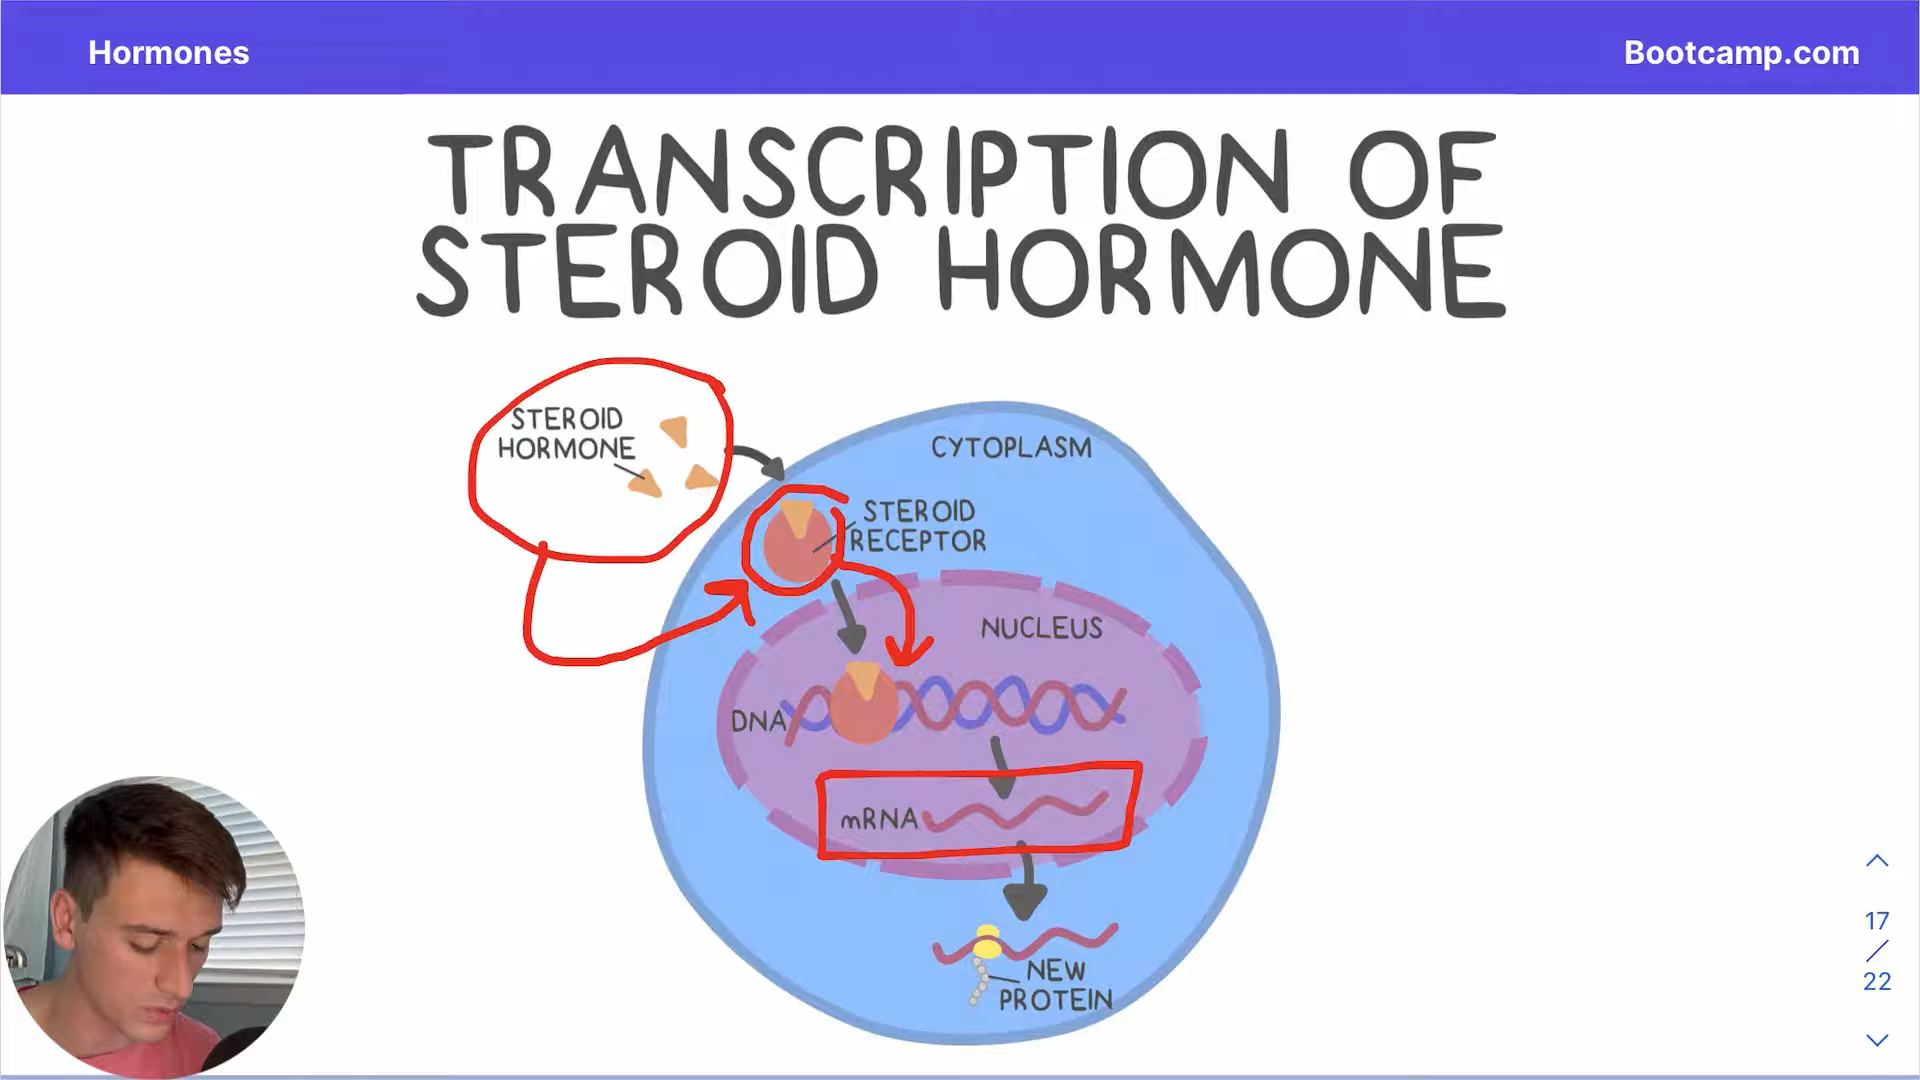 Hormones
Bootcamp.com
TRANSCRIPTION OF
STEROID HORMONE
STEROID
HORMONE
CYTOPLASM
STEROID
RECEPTOR
NUCLEUS
DNA
mRNA
NEW
PROTEIN
17
/
22